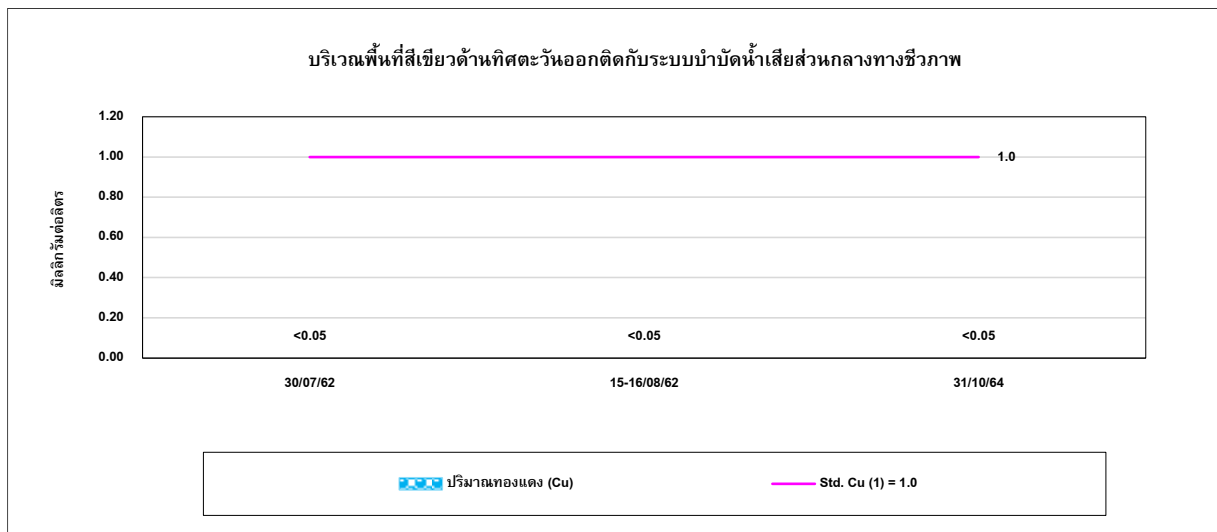 บริเวณพื้นที่สีเขียวด้านทิศตะวันออกติดกับระบบบำบัดน้ำเสียส่วนกลางทางชีวภาพ
มิลลิกรัมต่อลิตร
1.20
1.00
0.80
0.60
0.40
0.20
0.00
1.0
<0.05 <0.05 <0.05
30/07/62 15-16/08/62 31/10/64
ปริมาณทองแดง (Cu) Std. Cu (1) = 1.0